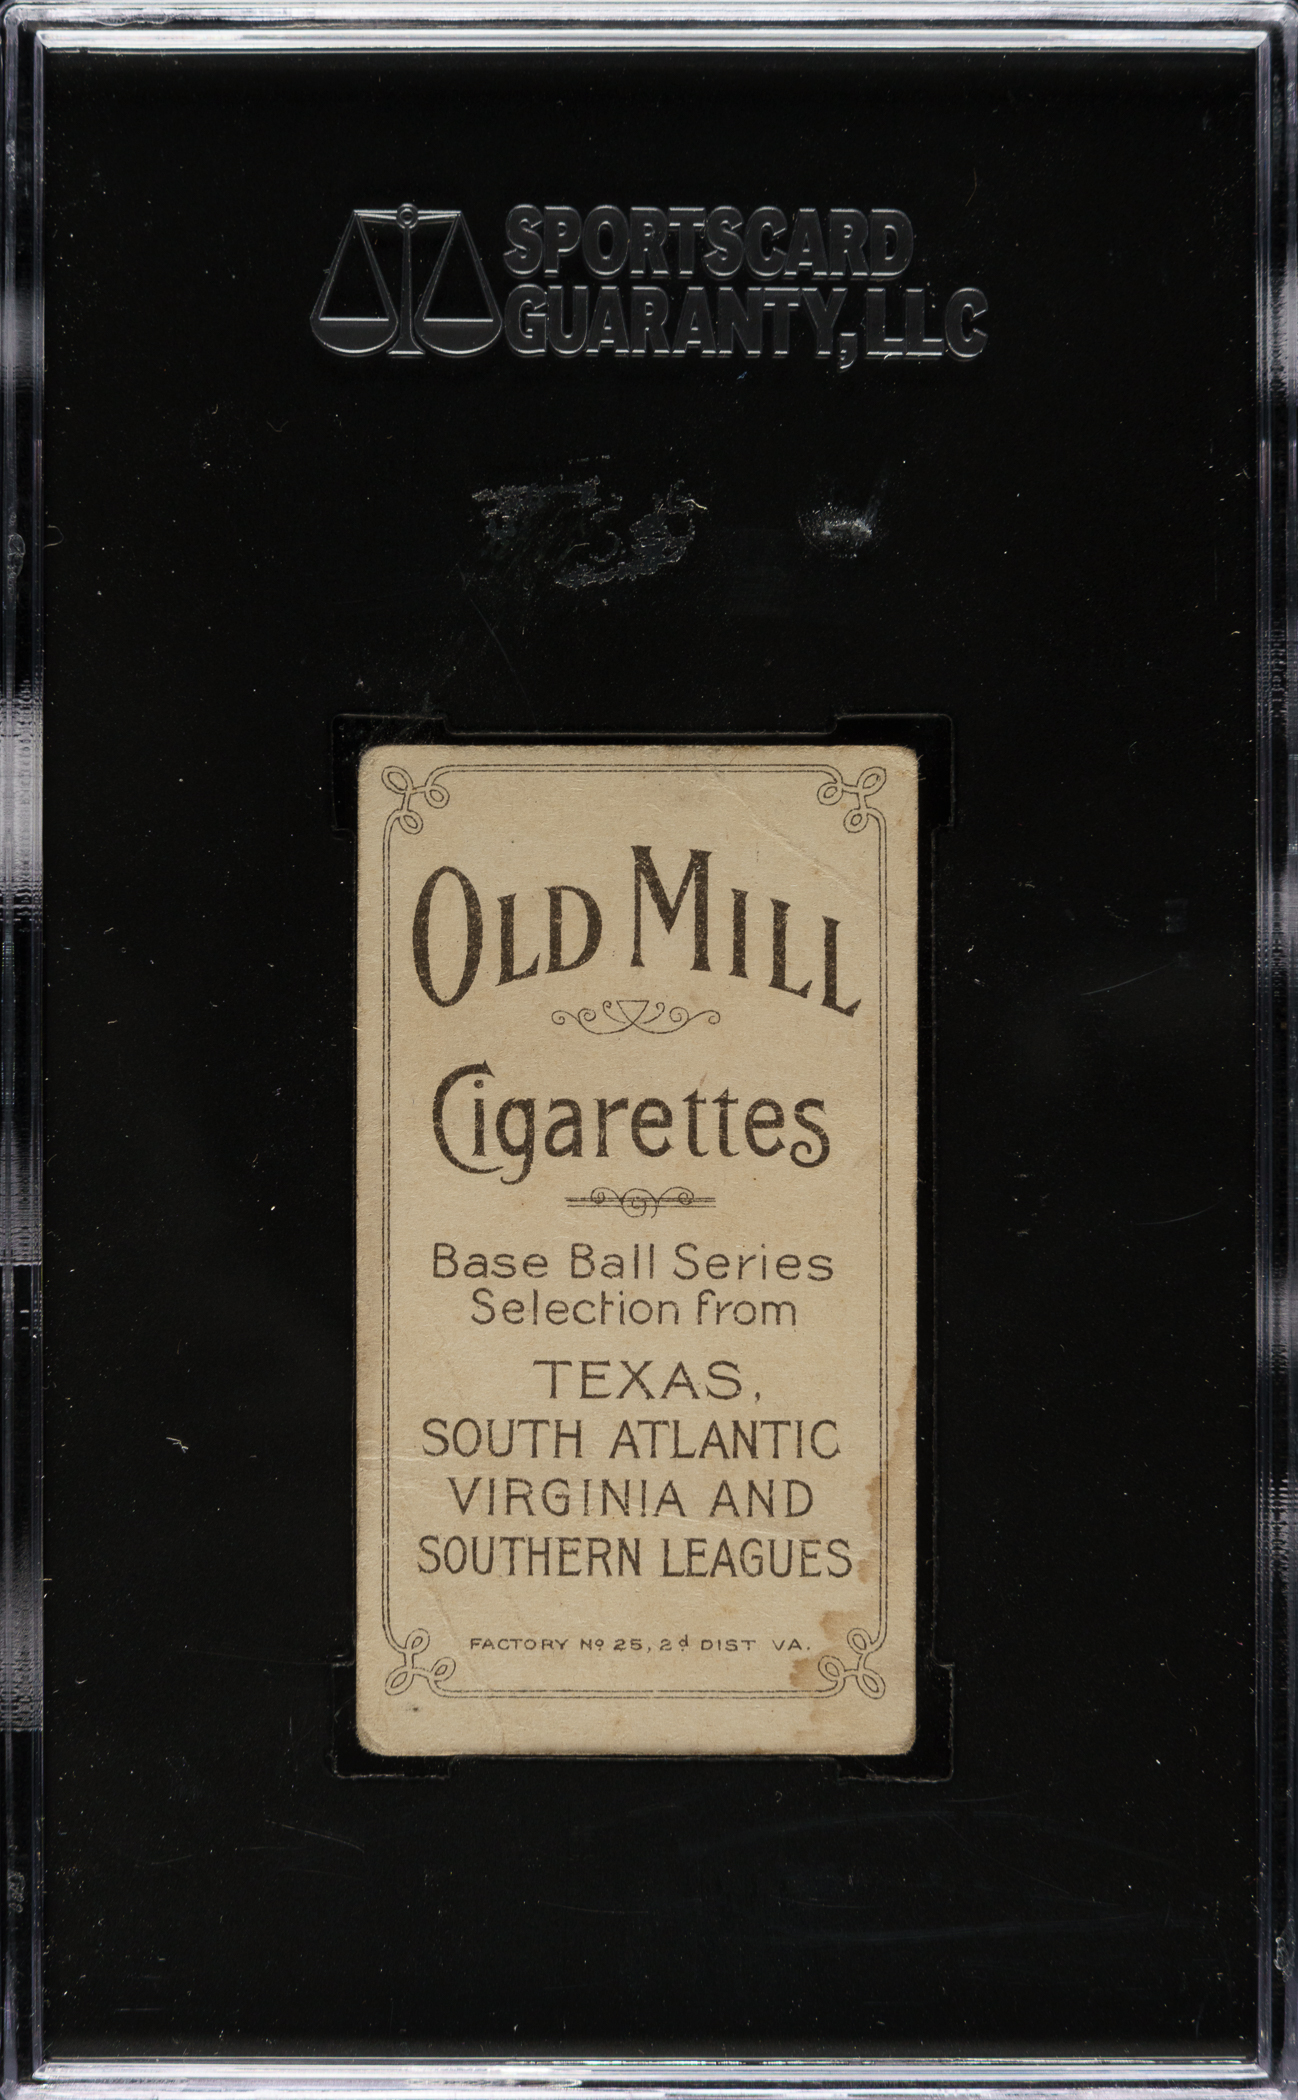 SPORTSCARD
GUARANTY, LLC
OLD MILL
Cigarettes
Base Ball Series
Selection from
TEXAS,
SOUTH ATLANTIC
VIRGINIA AND
SOUTHERN LEAGUES
FACTORY Nº 25, 2d DIST VA.